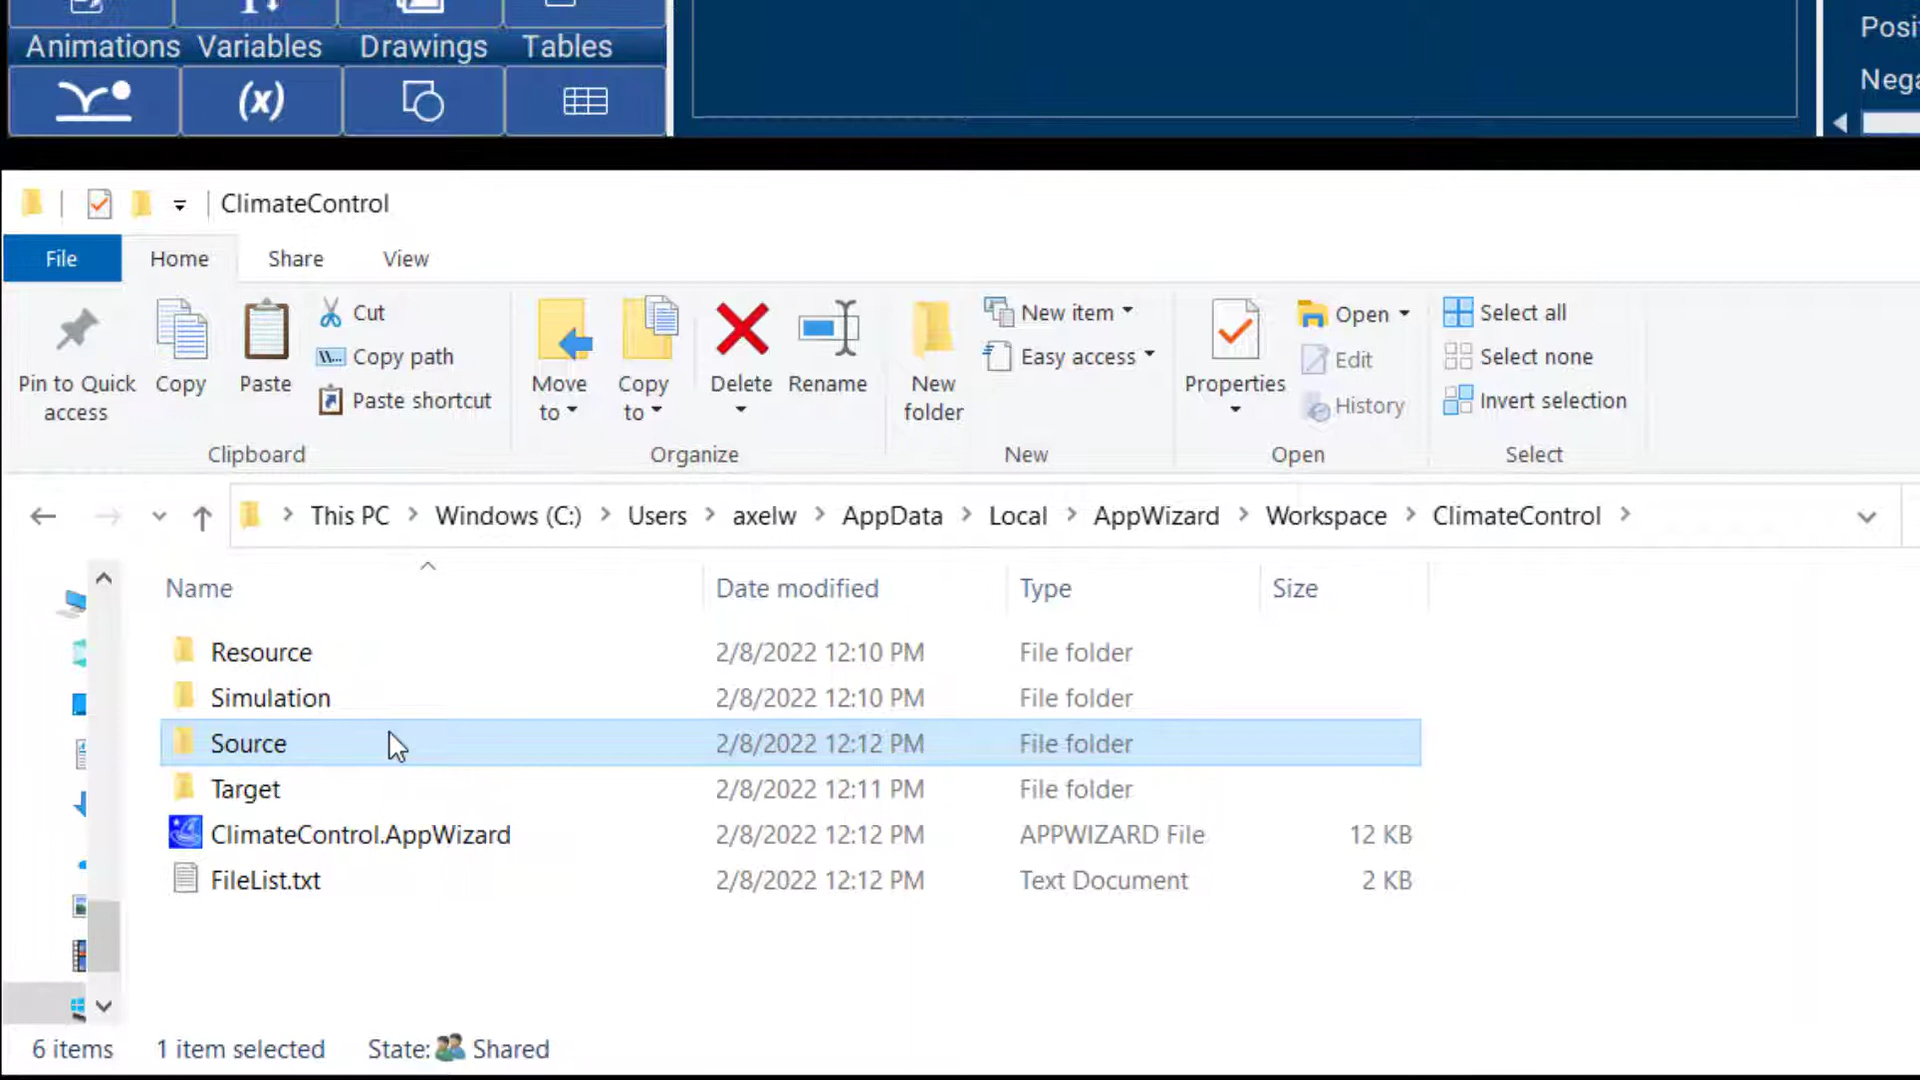 Animations Variables Drawings Tables
(x)
Posi
Nega
ClimateControl
File Home Share View
Pin to Quick access
Copy
Paste
Cut
Copy path
Paste shortcut
Move to
Copy to
Delete
Rename
New folder
New item
Easy access
Properties
Open
Edit
History
Select all
Select none
Invert selection
Clipboard Organize New Open Select
This PC Windows (C:) Users axelw AppData Local AppWizard Workspace ClimateControl
Name Date modified Type Size
Resource 2/8/2022 12:10 PM File folder
Simulation 2/8/2022 12:10 PM File folder
Source 2/8/2022 12:12 PM File folder
Target 2/8/2022 12:11 PM File folder
ClimateControl.AppWizard 2/8/2022 12:12 PM APPWIZARD File 12 KB
FileList.txt 2/8/2022 12:12 PM Text Document 2 KB
6 items 1 item selected State: Shared